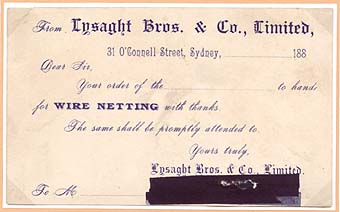 From Lysaght Bros. & Co., Limited,
31 O'Connell Street, Sydney, 188
Dear Sir,
Your order of the to hand
for WIRE NETTING with thanks.
The same shall be promptly attended to.
Yours truly,
Lysaght Bros. & Co., Limited.
To M